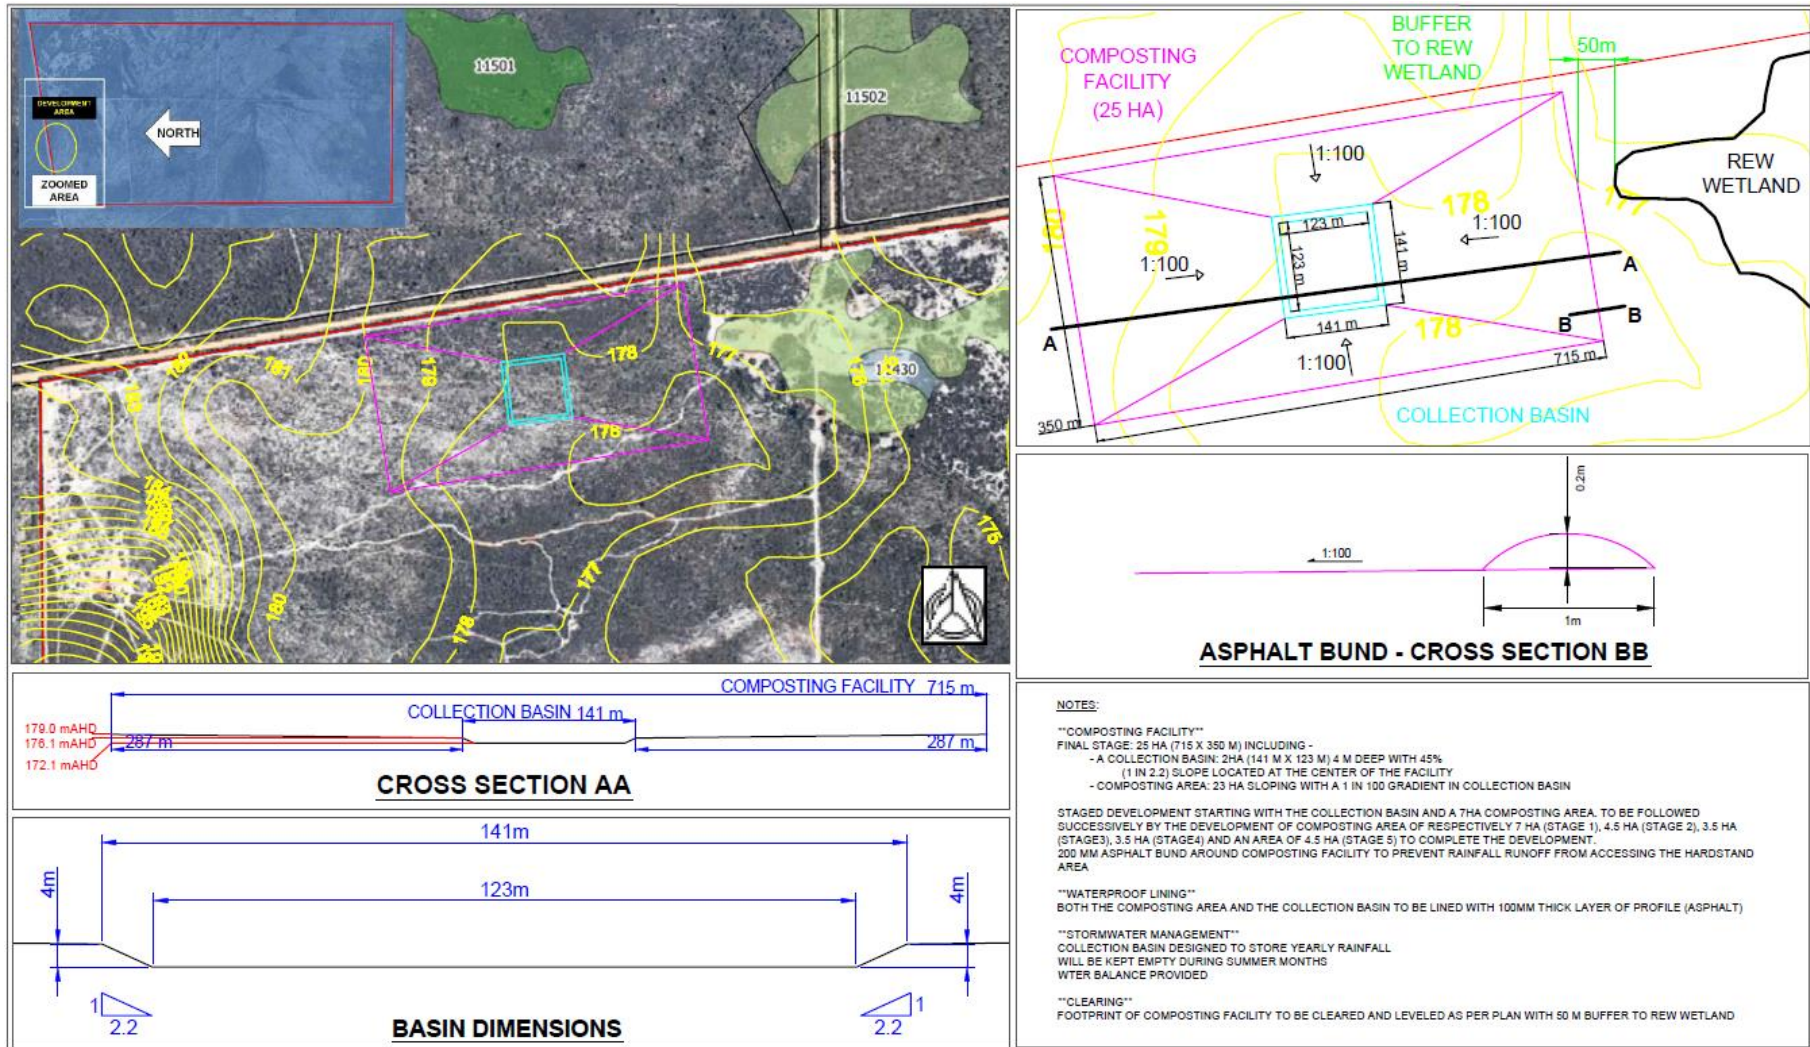 11501
11502
DEVELOPMENT
AREA
NORTH
ZOOMED
AREA
180
181
180
179
178
177
176
11430
178
180
178
177
175
COMPOSTING
FACILITY
(25 HA)
BUFFER
TO REW
WETLAND
50m
REW
WETLAND
1:100
180
179
178
177
123 m
123 m
141 m
1:100
1:100
A
A
B
B
141 m
178
1:100
715 m
350 m
COLLECTION BASIN
0.2m
1:100
1m
ASPHALT BUND - CROSS SECTION BB
COMPOSTING FACILITY 715 m
COLLECTION BASIN 141 m
179.0 mAHD
176.1 mAHD
172.1 mAHD
287 m
287 m
CROSS SECTION AA
141m
123m
4m
4m
1
2.2
1
2.2
BASIN DIMENSIONS
NOTES:
**COMPOSTING FACILITY**
FINAL STAGE: 25 HA (715 X 350 M) INCLUDING -
- A COLLECTION BASIN: 2HA (141 M X 123 M) 4 M DEEP WITH 45%
(1 IN 2.2) SLOPE LOCATED AT THE CENTER OF THE FACILITY
- COMPOSTING AREA: 23 HA SLOPING WITH A 1 IN 100 GRADIENT IN COLLECTION BASIN
STAGED DEVELOPMENT STARTING WITH THE COLLECTION BASIN AND A 7HA COMPOSTING AREA. TO BE FOLLOWED
SUCCESSIVELY BY THE DEVELOPMENT OF COMPOSTING AREA OF RESPECTIVELY 7 HA (STAGE 1), 4.5 HA (STAGE 2), 3.5 HA
(STAGE3), 3.5 HA (STAGE4) AND AN AREA OF 4.5 HA (STAGE 5) TO COMPLETE THE DEVELOPMENT.
200 MM ASPHALT BUND AROUND COMPOSTING FACILITY TO PREVENT RAINFALL RUNOFF FROM ACCESSING THE HARDSTAND
AREA
**WATERPROOF LINING**
BOTH THE COMPOSTING AREA AND THE COLLECTION BASIN TO BE LINED WITH 100MM THICK LAYER OF PROFILE (ASPHALT)
**STORMWATER MANAGEMENT**
COLLECTION BASIN DESIGNED TO STORE YEARLY RAINFALL
WILL BE KEPT EMPTY DURING SUMMER MONTHS
WTER BALANCE PROVIDED
**CLEARING**
FOOTPRINT OF COMPOSTING FACILITY TO BE CLEARED AND LEVELED AS PER PLAN WITH 50 M BUFFER TO REW WETLAND